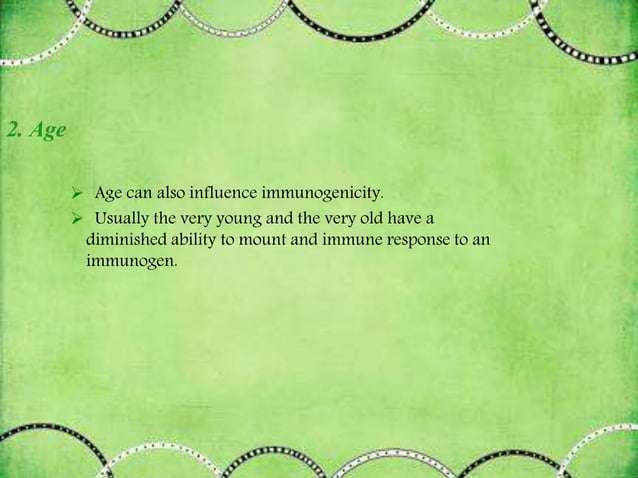 2. Age
➢ Age can also influence immunogenicity.
➢ Usually the very young and the very old have a
diminished ability to mount and immune response to an
immunogen.